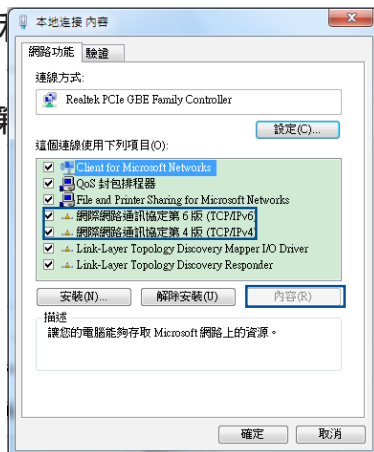 本地连接 內容
網路功能 驗證
連線方式:
Realtek PCIe GBE Family Controller
設定(C)...
這個連線使用下列項目(O):
Client for Microsoft Networks
QoS 封包排程器
File and Printer Sharing for Microsoft Networks
網際網路通訊協定第 6 版 (TCP/IPv6)
網際網路通訊協定第 4 版 (TCP/IPv4)
Link-Layer Topology Discovery Mapper I/O Driver
Link-Layer Topology Discovery Responder
安裝(N)... 解除安裝(U) 內容(R)
描述
讓您的電腦能夠存取 Microsoft 網路上的資源。
確定 取消